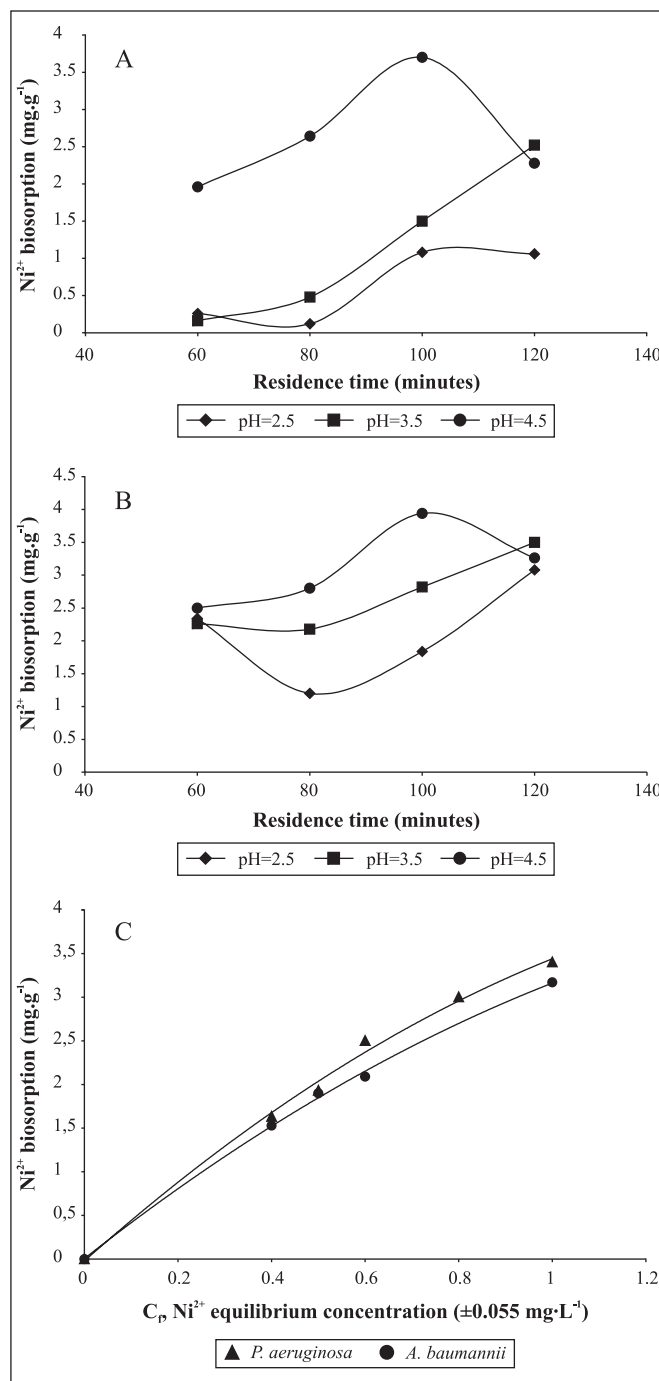 A
Ni²⁺ biosorption (mg.g⁻¹)
4
3.5
3
2.5
2
1.5
1
0.5
0
40 60 80 100 120 140
Residence time (minutes)
pH=2.5 pH=3.5 pH=4.5
B
Ni²⁺ biosorption (mg.g⁻¹)
4.5
4
3.5
3
2.5
2
1.5
1
0.5
0
40 60 80 100 120 140
Residence time (minutes)
pH=2.5 pH=3.5 pH=4.5
C
Ni²⁺ biosorption (mg.g⁻¹)
4
3,5
3
2,5
2
1,5
1
0,5
0
0 0.2 0.4 0.6 0.8 1 1.2
Cf, Ni²⁺ equilibrium concentration (±0.055 mg·L⁻¹)
P. aeruginosa A. baumannii